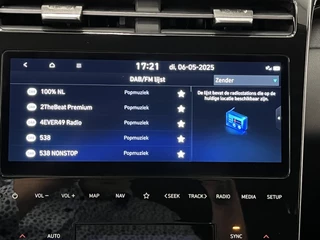 17:21 di, 06-05-2025
DAB/FM lijst
Zender
100% NL Popmuziek
2TheBeat Premium Popmuziek
4EVER49 Radio Popmuziek
538 Popmuziek
538 NONSTOP Popmuziek
De lijst bevat de radiostations die op de
huidige locatie beschikbaar zijn.
VOL − VOL + MAP NAV ☆ <SEEK TRACK> RADIO MEDIA SETUP
AUTO SYNC